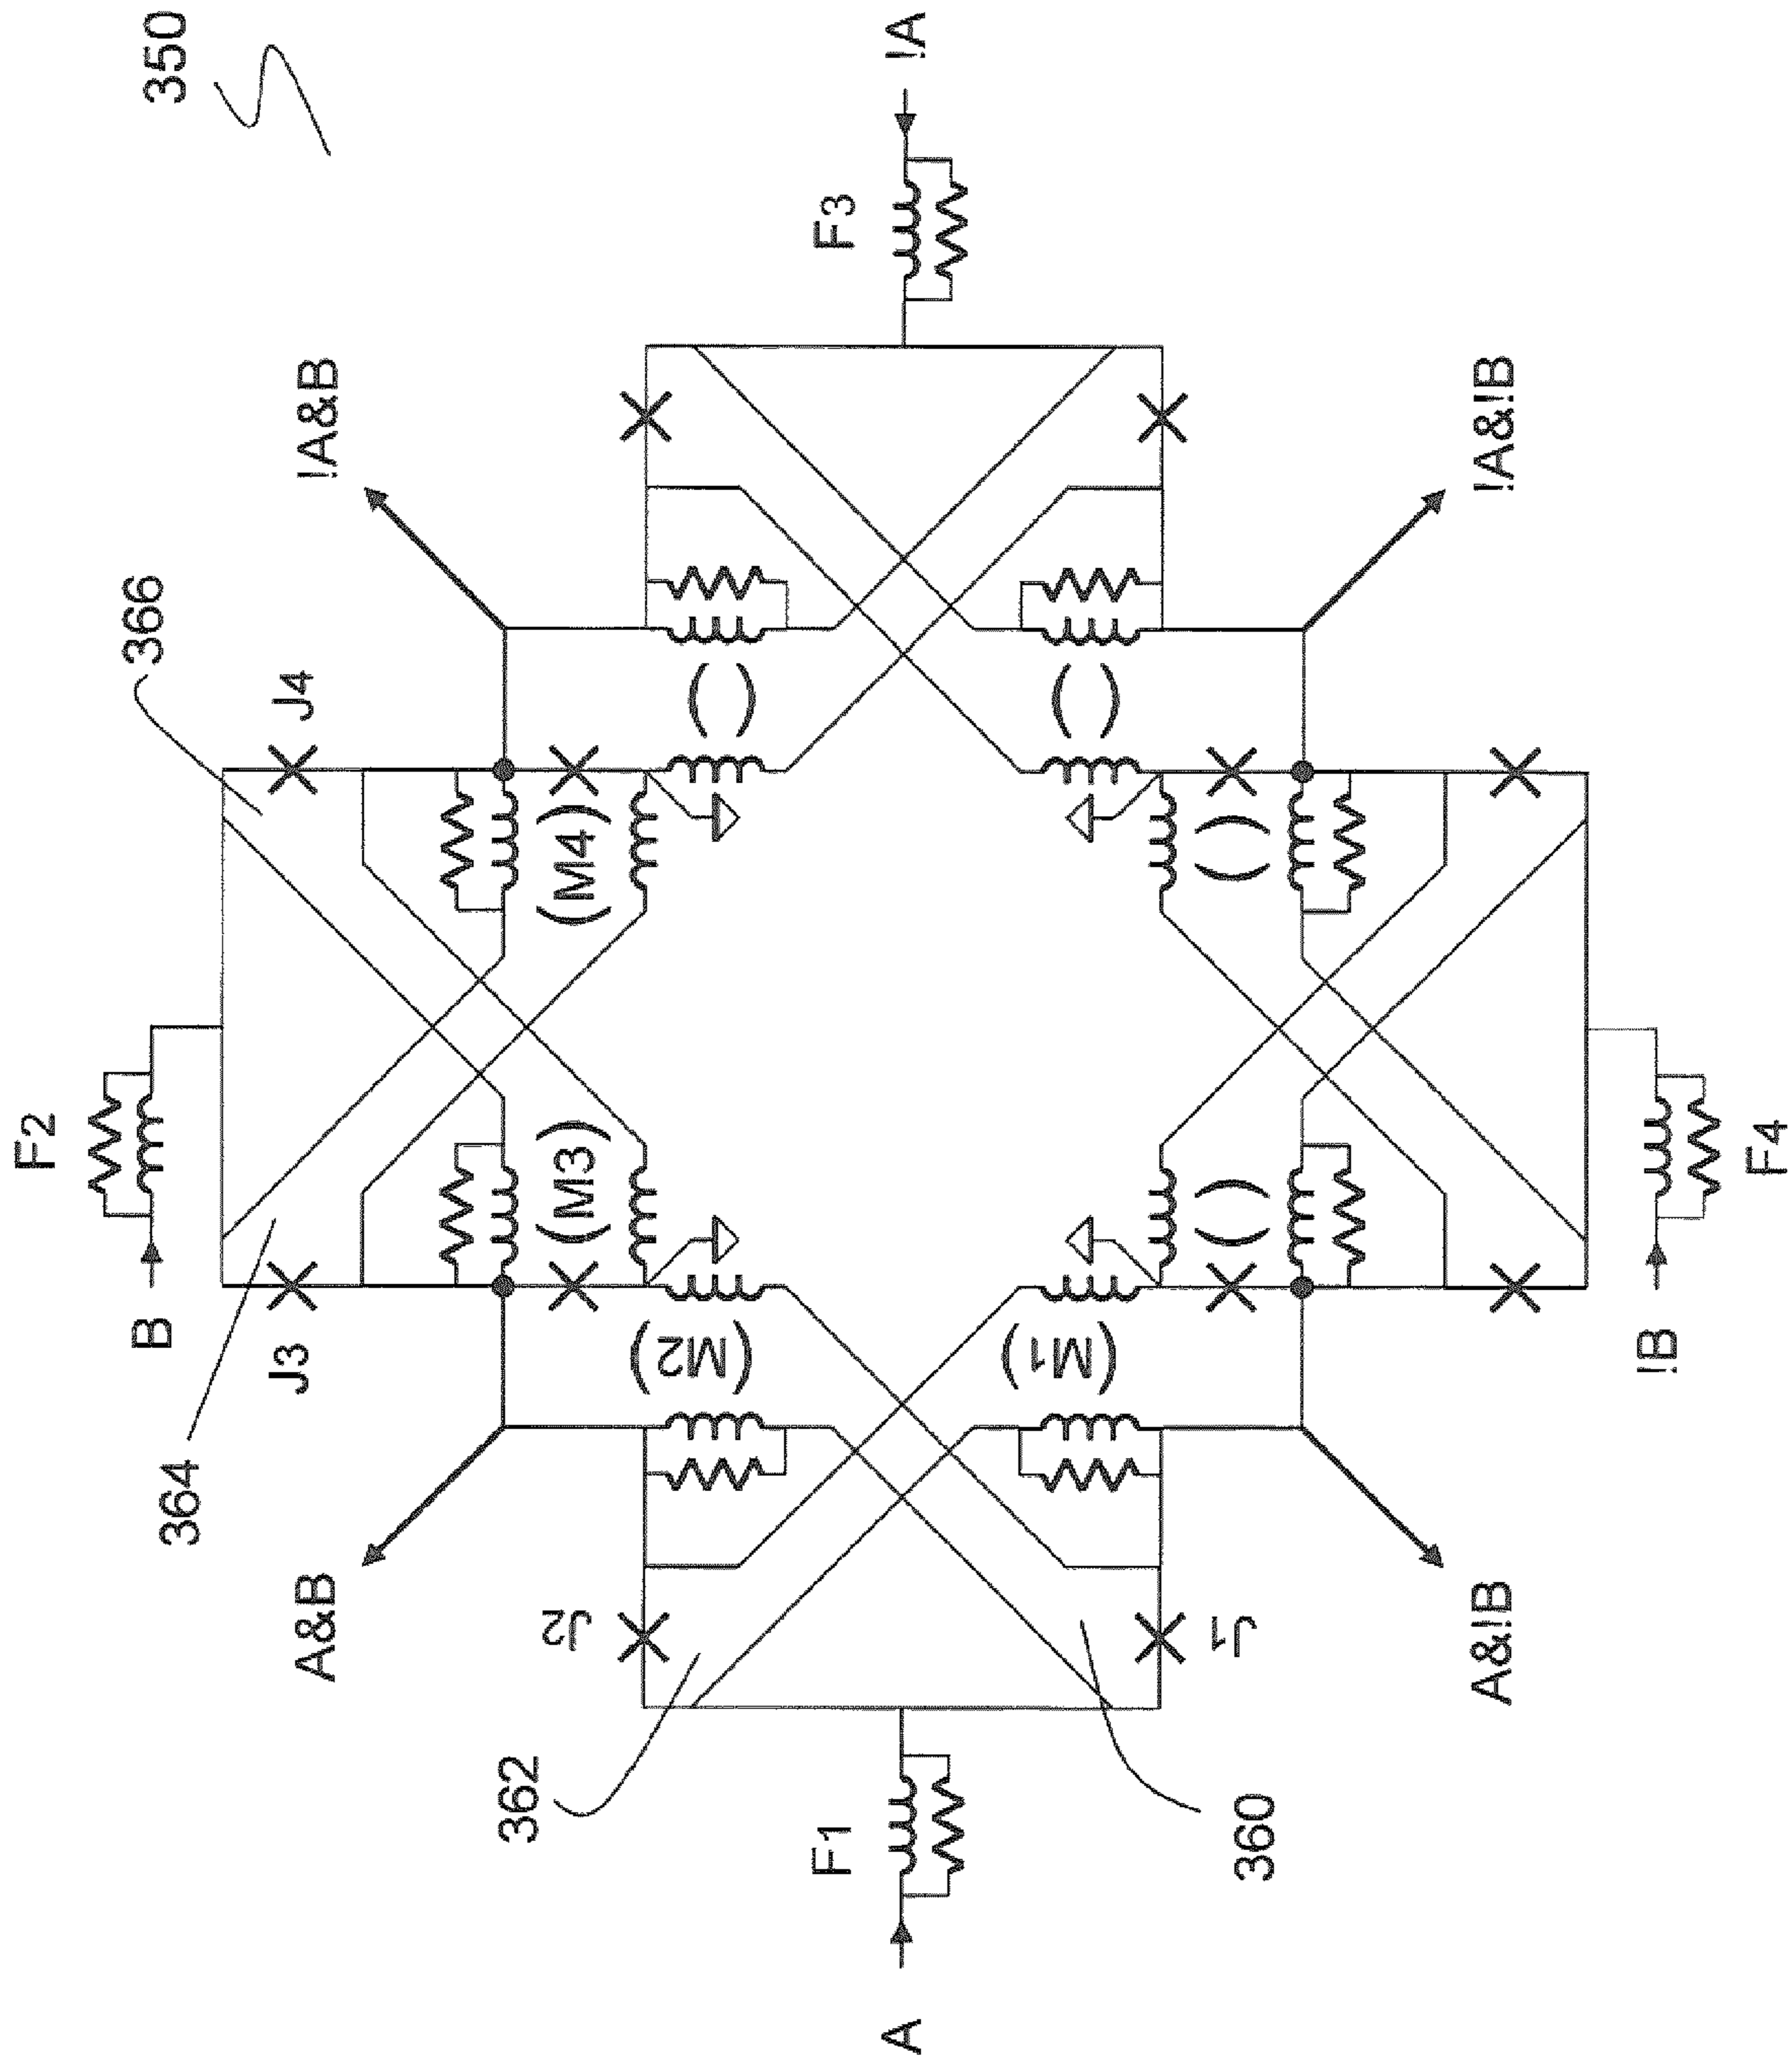 F2
366
350
B
364
J3
J4
A&B
!A&B
362
J2
(M3)
(M4)
(M2)
( )
F1
F3
A
!A
(M1)
( )
J1
( )
( )
360
A&!B
!A&!B
!B
F4